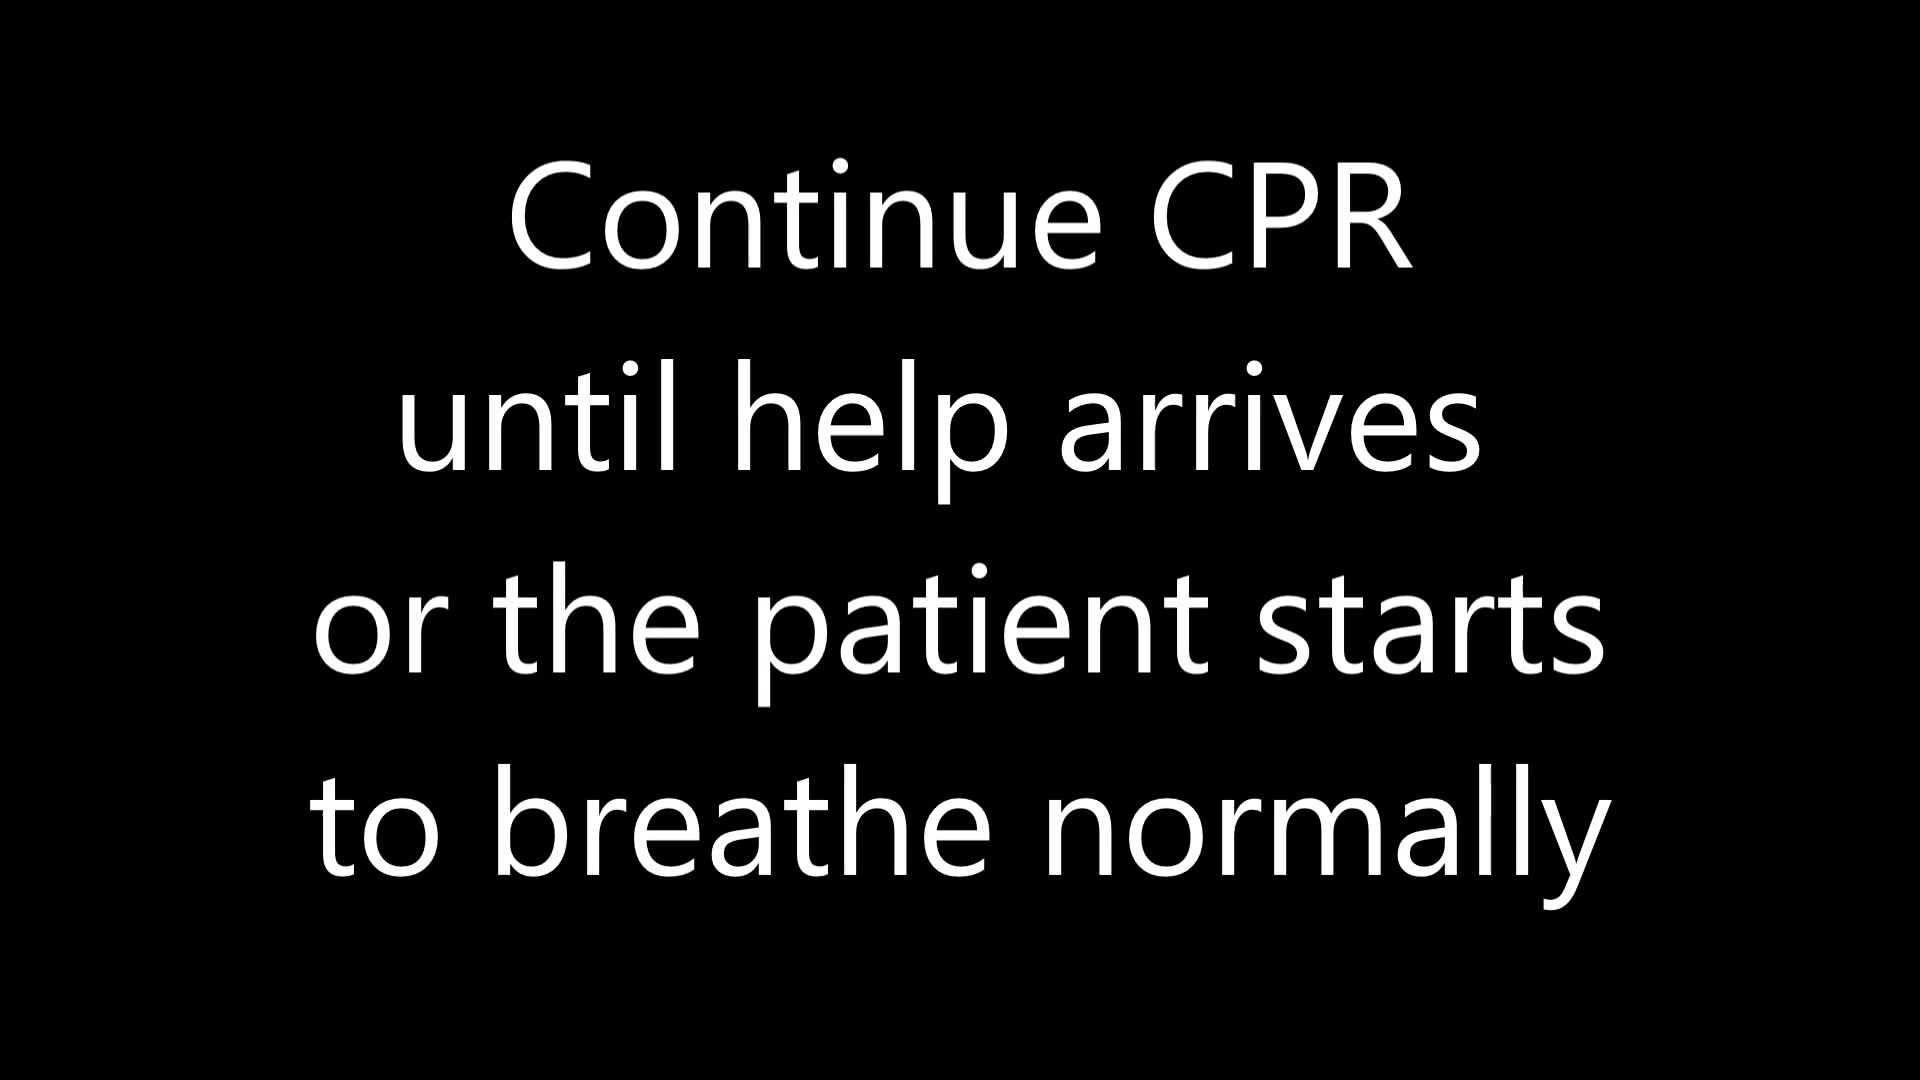 Continue CPR
until help arrives
or the patient starts
to breathe normally